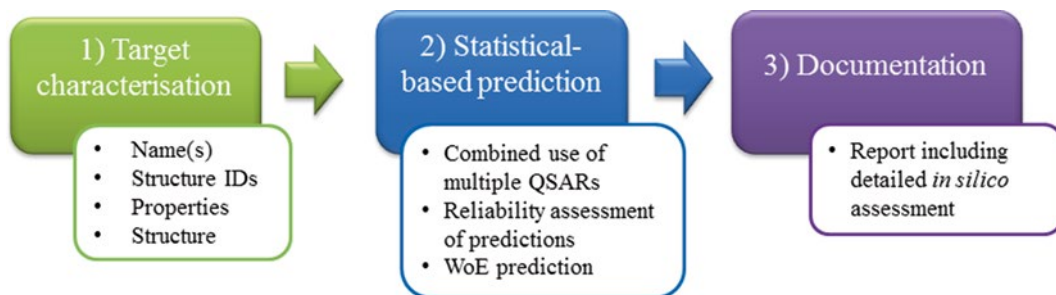 1) Target
characterisation
• Name(s)
• Structure IDs
• Properties
• Structure
2) Statistical-
based prediction
• Combined use of
multiple QSARs
• Reliability assessment
of predictions
• WoE prediction
3) Documentation
• Report including
detailed in silico
assessment